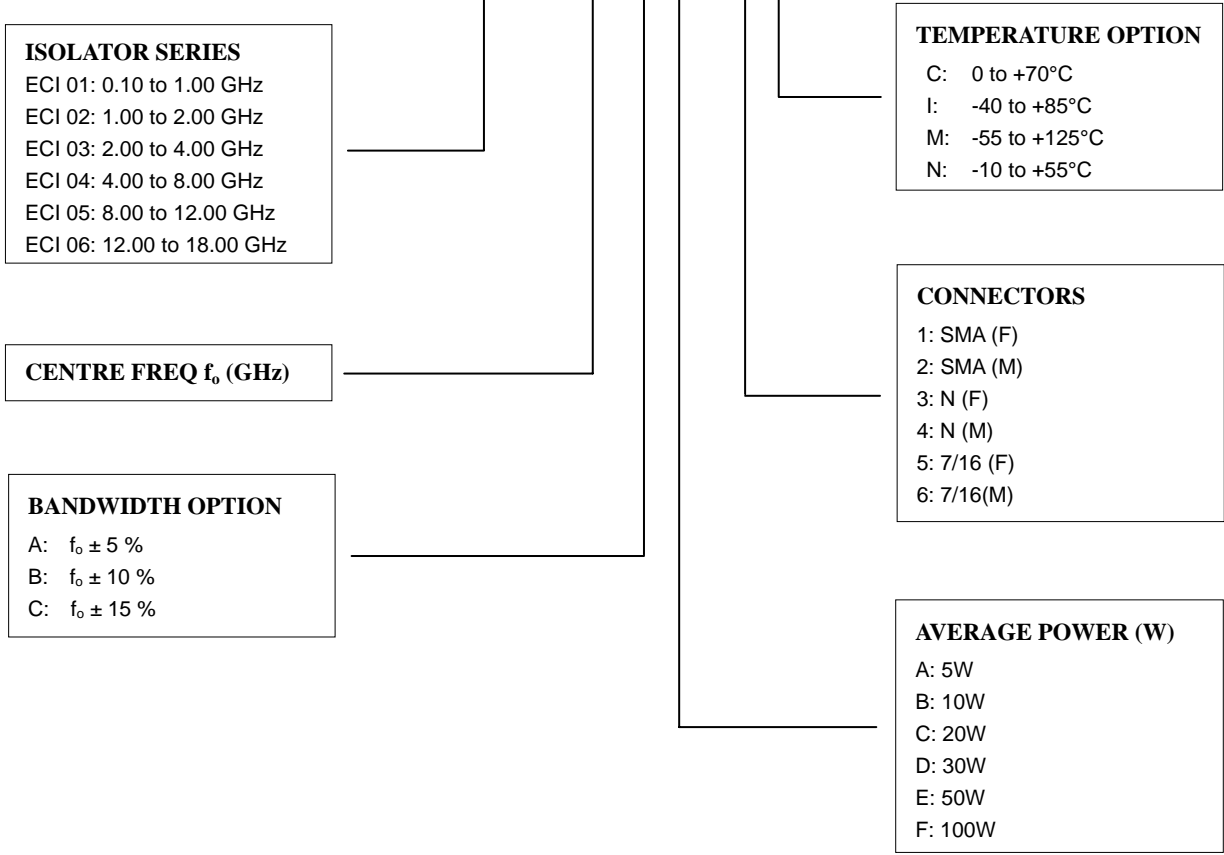 ISOLATOR SERIES
ECI 01: 0.10 to 1.00 GHz
ECI 02: 1.00 to 2.00 GHz
ECI 03: 2.00 to 4.00 GHz
ECI 04: 4.00 to 8.00 GHz
ECI 05: 8.00 to 12.00 GHz
ECI 06: 12.00 to 18.00 GHz
CENTRE FREQ fo (GHz)
BANDWIDTH OPTION
A: fo ± 5 %
B: fo ± 10 %
C: fo ± 15 %
TEMPERATURE OPTION
C: 0 to +70°C
I: -40 to +85°C
M: -55 to +125°C
N: -10 to +55°C
CONNECTORS
1: SMA (F)
2: SMA (M)
3: N (F)
4: N (M)
5: 7/16 (F)
6: 7/16(M)
AVERAGE POWER (W)
A: 5W
B: 10W
C: 20W
D: 30W
E: 50W
F: 100W